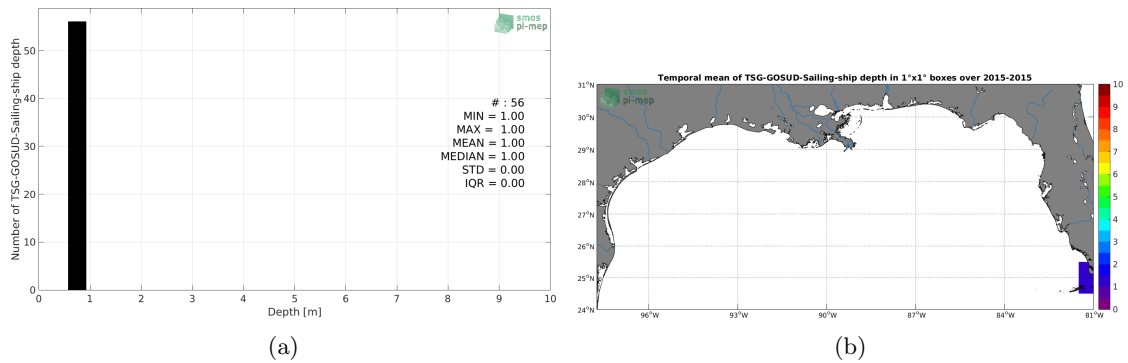 smos
pi-mep
Number of TSG-GOSUD-Sailing-ship depth
50
40
30
20
10
0
# : 56
MIN = 1.00
MAX = 1.00
MEAN = 1.00
MEDIAN = 1.00
STD = 0.00
IQR = 0.00
0 1 2 3 4 5 6 7 8 9 10
Depth [m]
(a)
Temporal mean of TSG-GOSUD-Sailing-ship depth in 1°x1° boxes over 2015-2015
smos
pi-mep
31°N
30°N
29°N
28°N
27°N
26°N
25°N
24°N
96°W 93°W 90°W 87°W 84°W 81°W
10
9
8
7
6
5
4
3
2
1
0
(b)